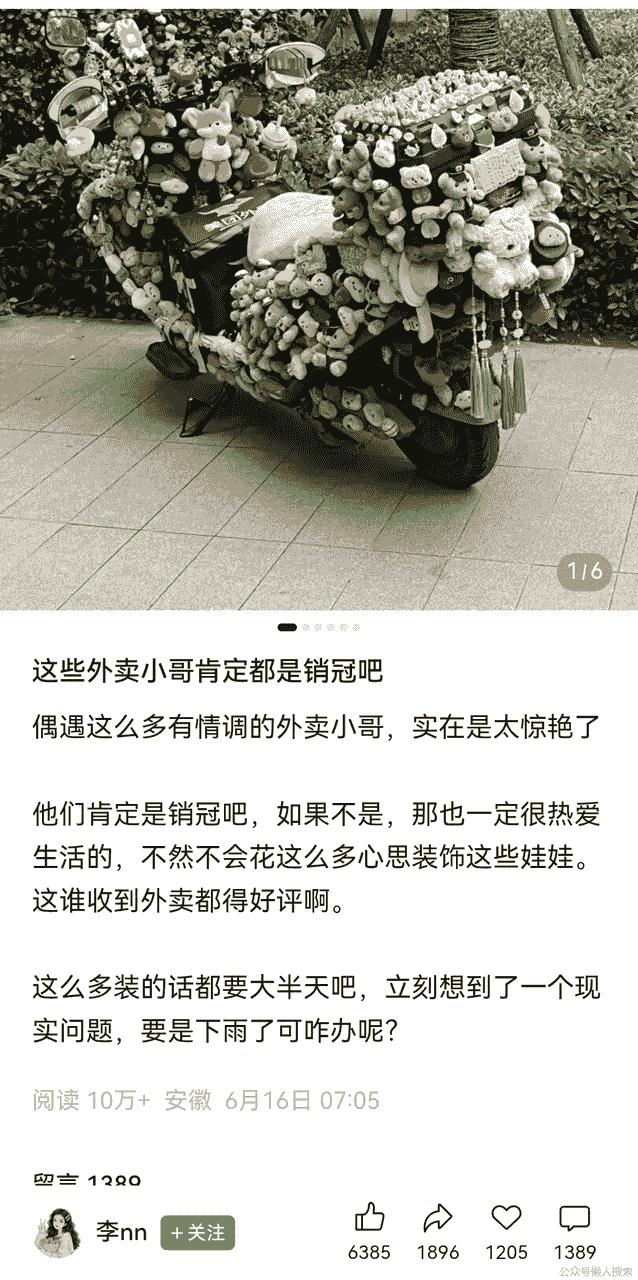 美团外
1/6
这些外卖小哥肯定都是销冠吧
偶遇这么多有情调的外卖小哥，实在是太惊艳了
他们肯定是销冠吧，如果不是，那也一定很热爱
生活的，不然不会花这么多心思装饰这些娃娃。
这谁收到外卖都得好评啊。
这么多装的话都要大半天吧，立刻想到了一个现
实问题，要是下雨了可咋办呢？
阅读 10万+ 安徽 6月16日 07:05
留言 1389
李nn
+关注
6385
1896
1205
1389
公众号懒人搜索